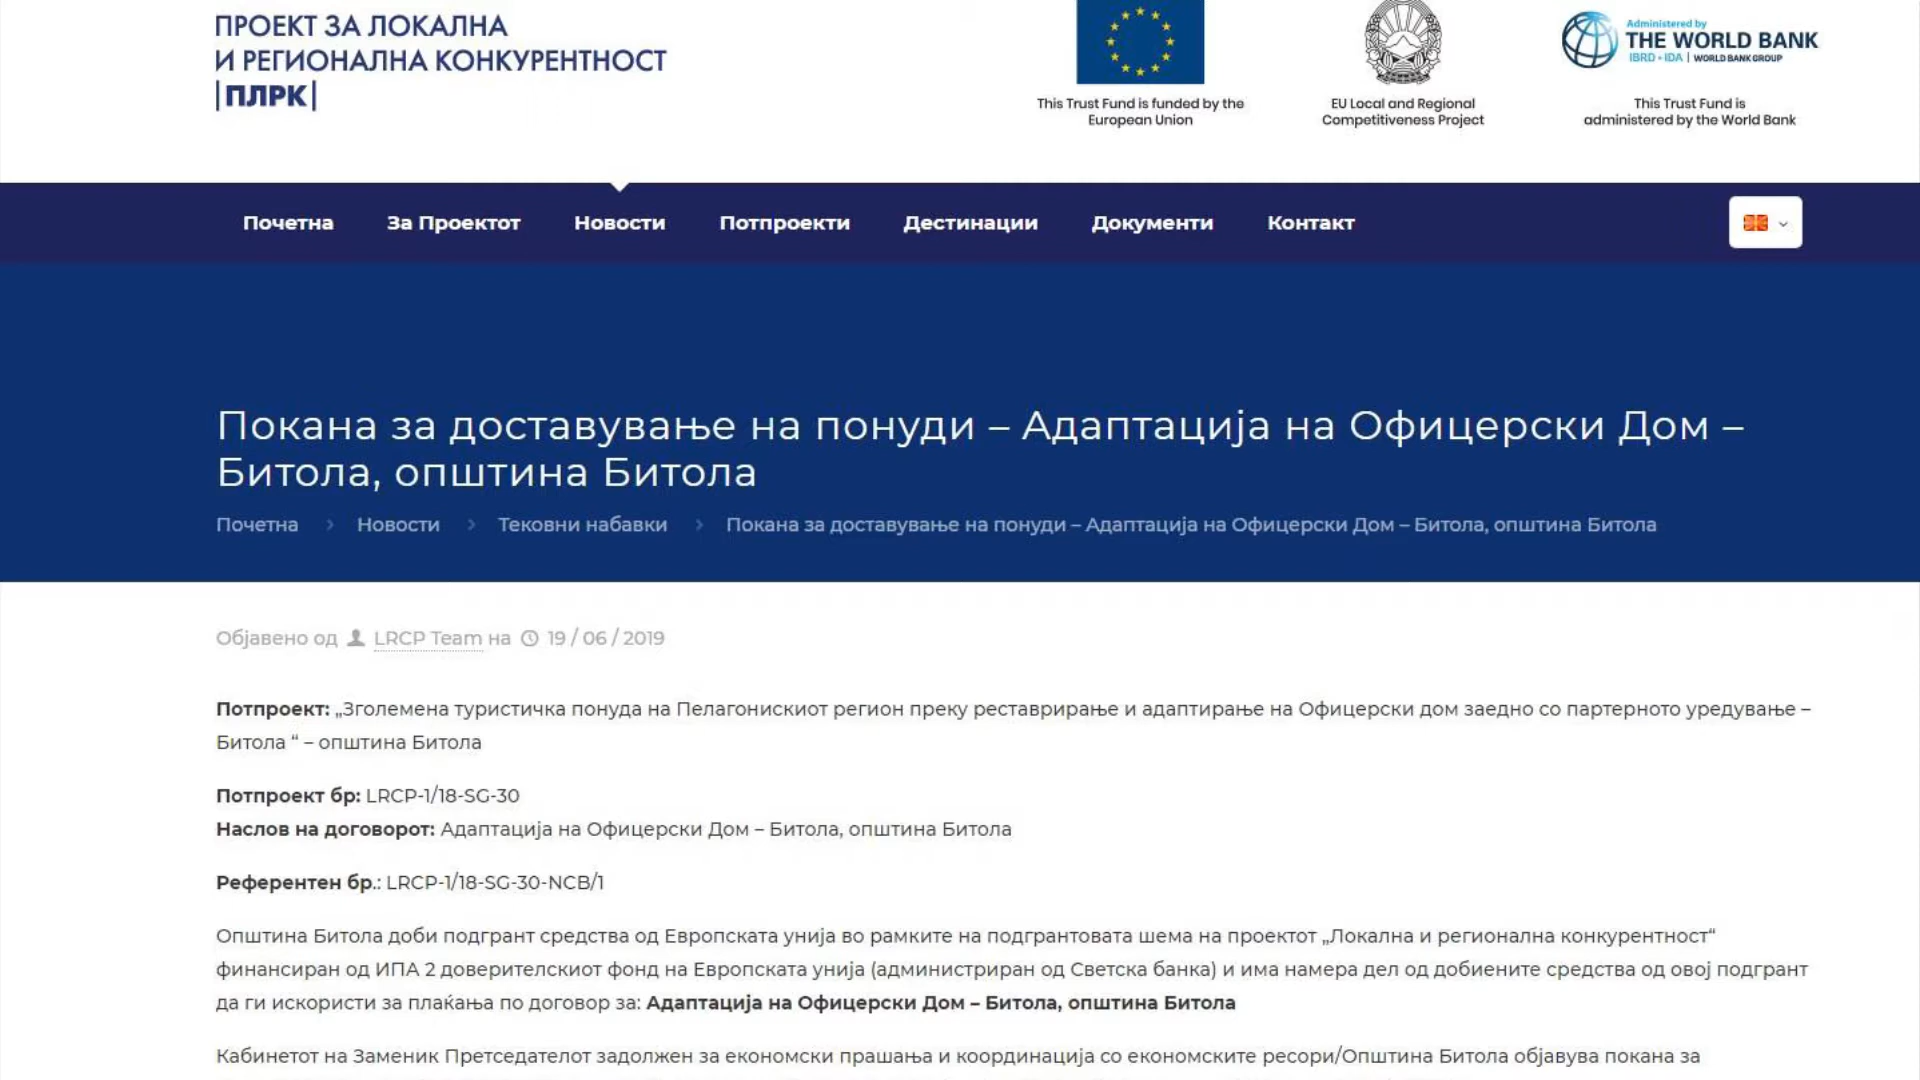 ПРОЕКТ ЗА ЛОКАЛНА
И РЕГИОНАЛНА КОНКУРЕНТНОСТ
|ПЛРК|
This Trust Fund is funded by the
European Union
EU Local and Regional
Competitiveness Project
Administered by
THE WORLD BANK
IBRD • IDA | WORLD BANK GROUP
This Trust Fund is
administered by the World Bank
Почетна За Проектот Новости Потпроекти Дестинации Документи Контакт
Покана за доставување на понуди – Адаптација на Офицерски Дом –
Битола, општина Битола
Почетна > Новости > Тековни набавки > Покана за доставување на понуди – Адаптација на Офицерски Дом – Битола, општина Битола
Објавено од LRCP Team на 19 / 06 / 2019
Потпроект: „Зголемена туристичка понуда на Пелагонискиот регион преку реставрирање и адаптирање на Офицерски дом заедно со партерното уредување –
Битола “ – општина Битола
Потпроект бр: LRCP-1/18-SG-30
Наслов на договорот: Адаптација на Офицерски Дом – Битола, општина Битола
Референтен бр.: LRCP-1/18-SG-30-NCB/1
Општина Битола доби подгрант средства од Европската унија во рамките на подгрантовата шема на проектот „Локална и регионална конкурентност“
финансиран од ИПА 2 доверителскиот фонд на Европската унија (администриран од Светска банка) и има намера дел од добиените средства од овој подгрант
да ги искористи за плаќања по договор за: Адаптација на Офицерски Дом – Битола, општина Битола
Кабинетот на Заменик Претседателот задолжен за економски прашања и координација со економските ресори/Општина Битола објавува покана за